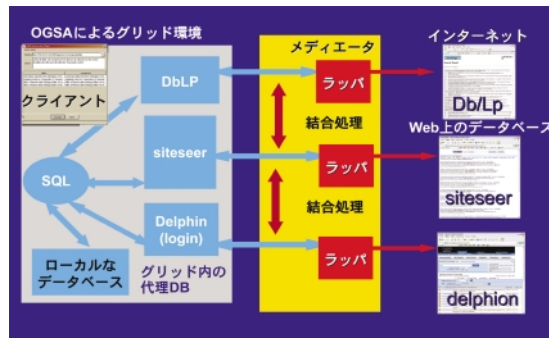 OGSAによるグリッド環境
クライアント
DbLP
siteseer
SQL
Delphin
(login)
ローカルな
データベース
グリッド内の
代理DB
メディエータ
ラッパ
結合処理
ラッパ
結合処理
ラッパ
インターネット
Db/Lp
Web上のデータベース
siteseer
delphion